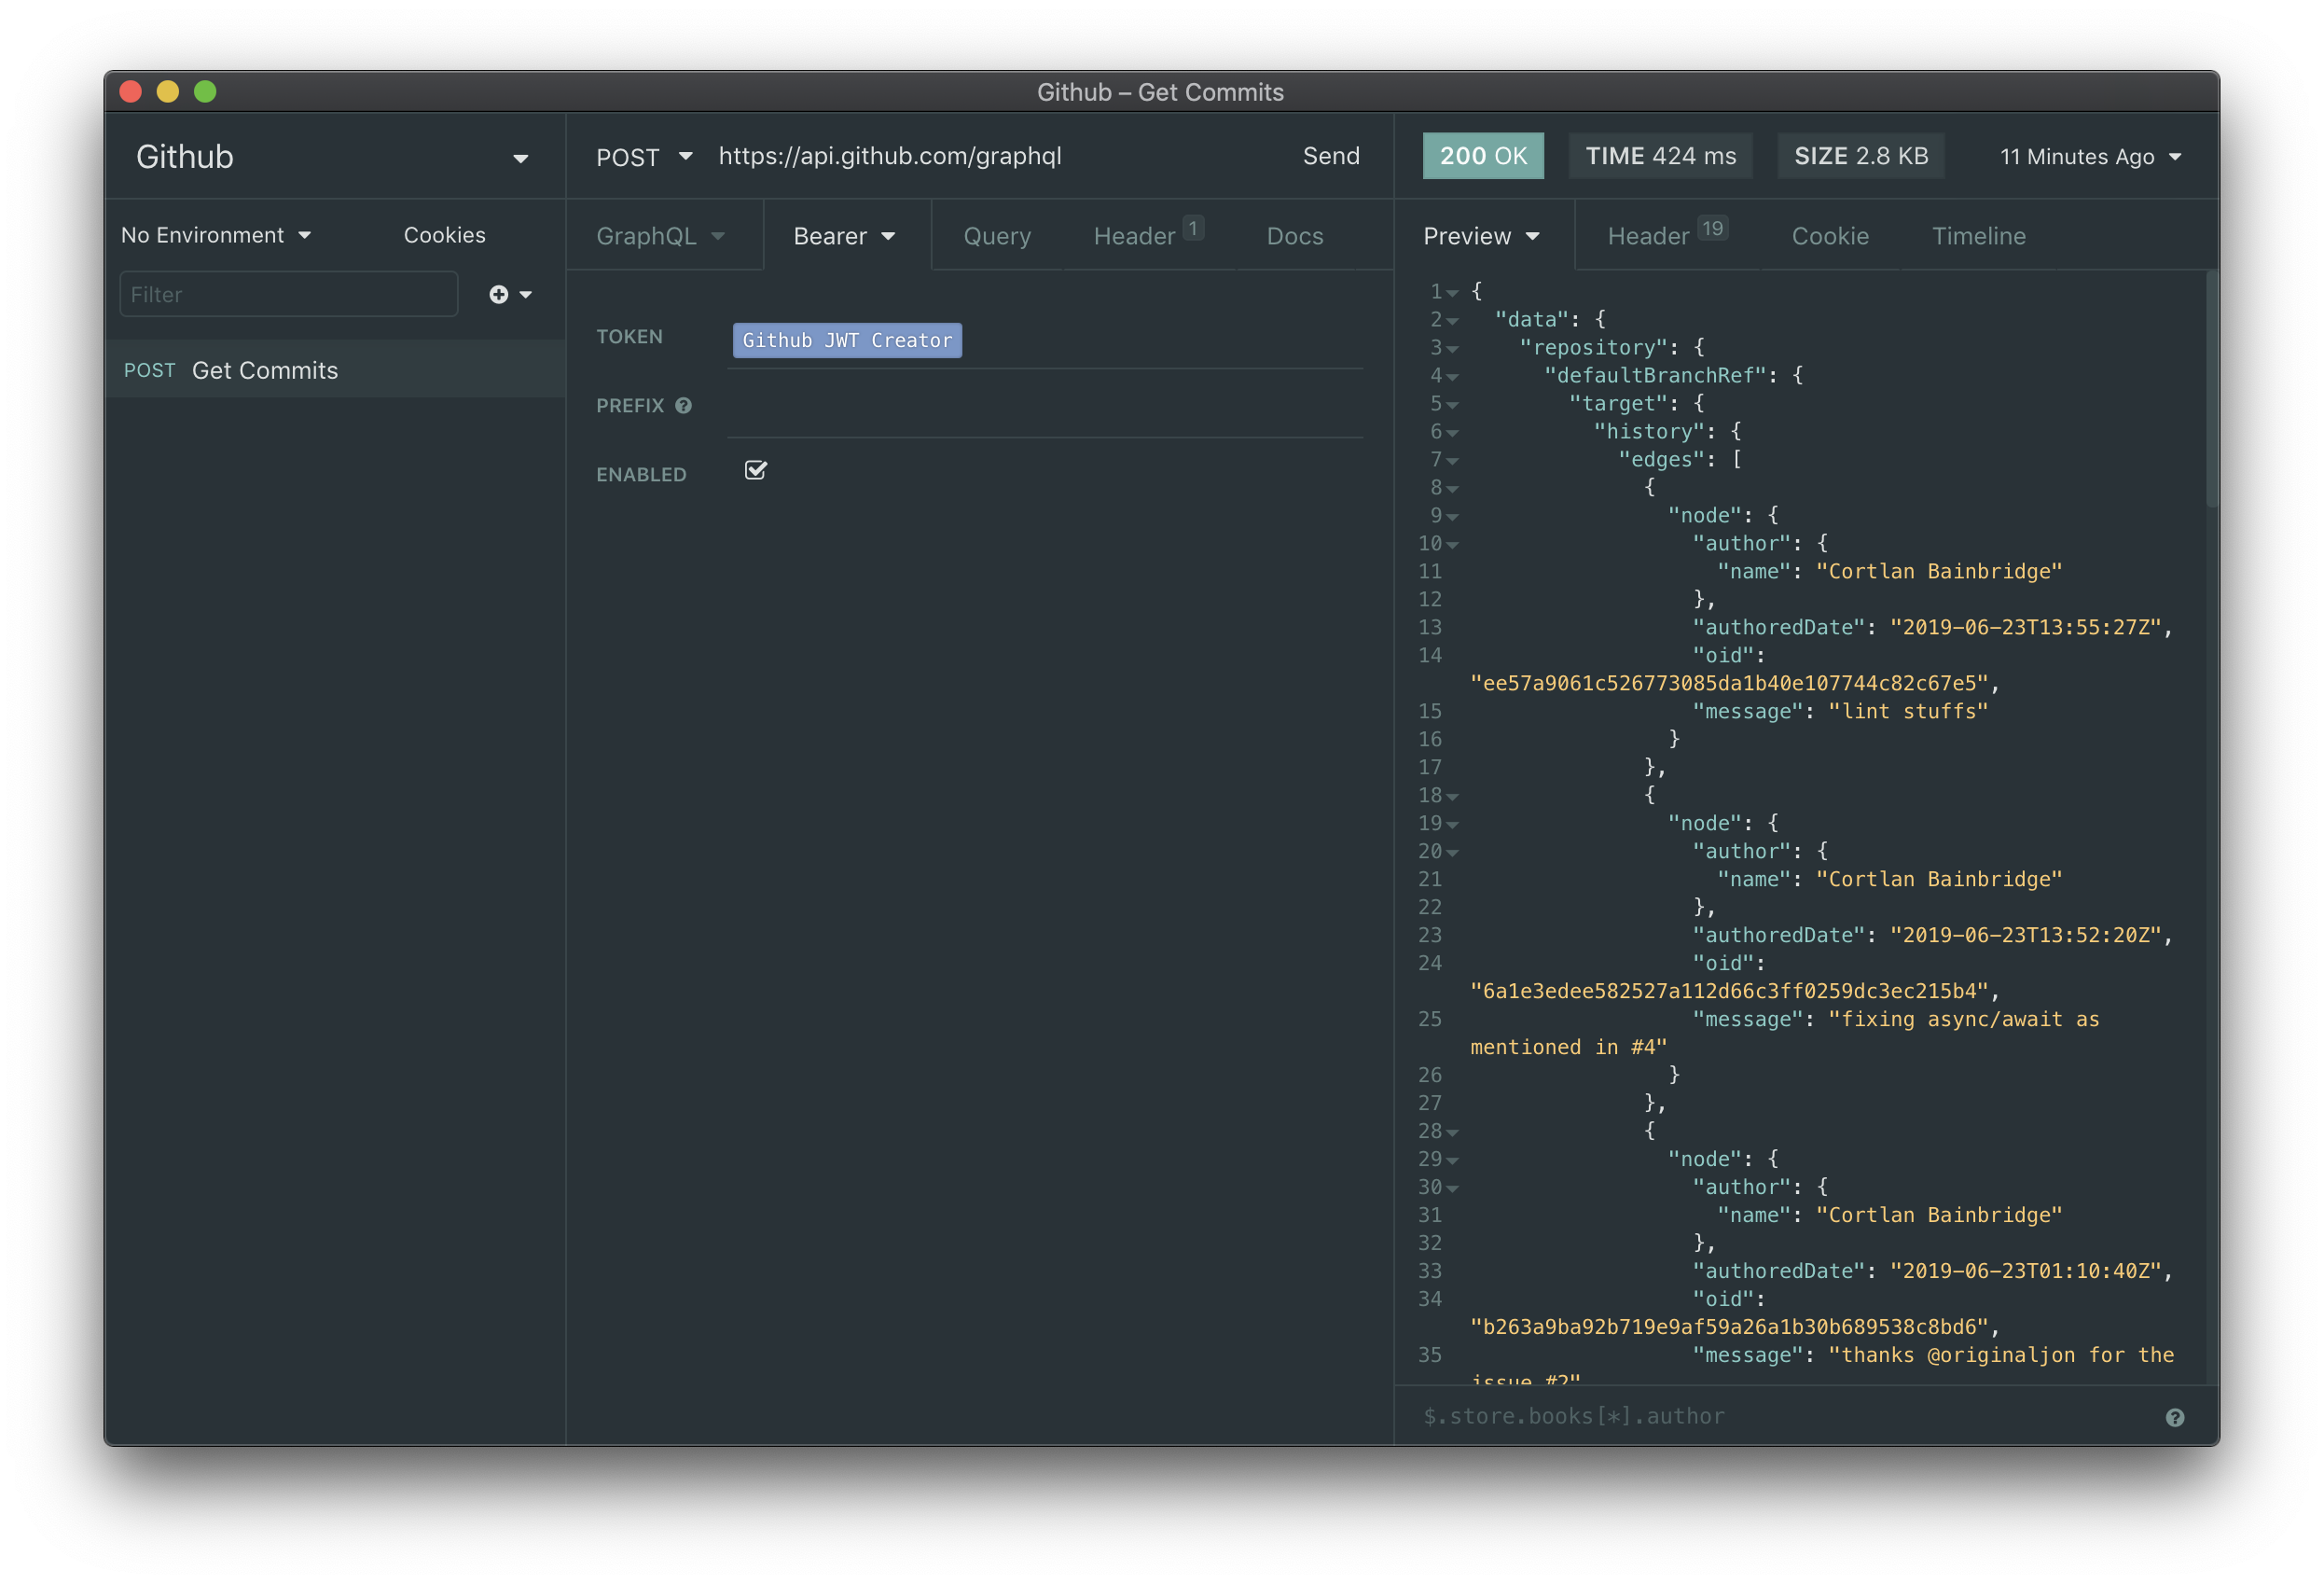 Github – Get Commits
Github
POST https://api.github.com/graphql Send
200 OK TIME 424 ms SIZE 2.8 KB 11 Minutes Ago
No Environment Cookies
Filter
POST Get Commits
GraphQL Bearer Query Header 1 Docs
TOKEN Github JWT Creator
PREFIX ?
ENABLED
Preview Header 19 Cookie Timeline
1 {
2 "data": {
3 "repository": {
4 "defaultBranchRef": {
5 "target": {
6 "history": {
7 "edges": [
8 {
9 "node": {
10 "author": {
11 "name": "Cortlan Bainbridge"
12 },
13 "authoredDate": "2019-06-23T13:55:27Z",
14 "oid":
"ee57a9061c526773085da1b40e107744c82c67e5",
15 "message": "lint stuffs"
16 }
17 },
18 {
19 "node": {
20 "author": {
21 "name": "Cortlan Bainbridge"
22 },
23 "authoredDate": "2019-06-23T13:52:20Z",
24 "oid":
"6a1e3edee582527a112d66c3ff0259dc3ec215b4",
25 "message": "fixing async/await as
mentioned in #4"
26 }
27 },
28 {
29 "node": {
30 "author": {
31 "name": "Cortlan Bainbridge"
32 },
33 "authoredDate": "2019-06-23T01:10:40Z",
34 "oid":
"b263a9ba92b719e9af59a26a1b30b689538c8bd6",
35 "message": "thanks @originaljon for the
issue #2"
$.store.books[*].author ?